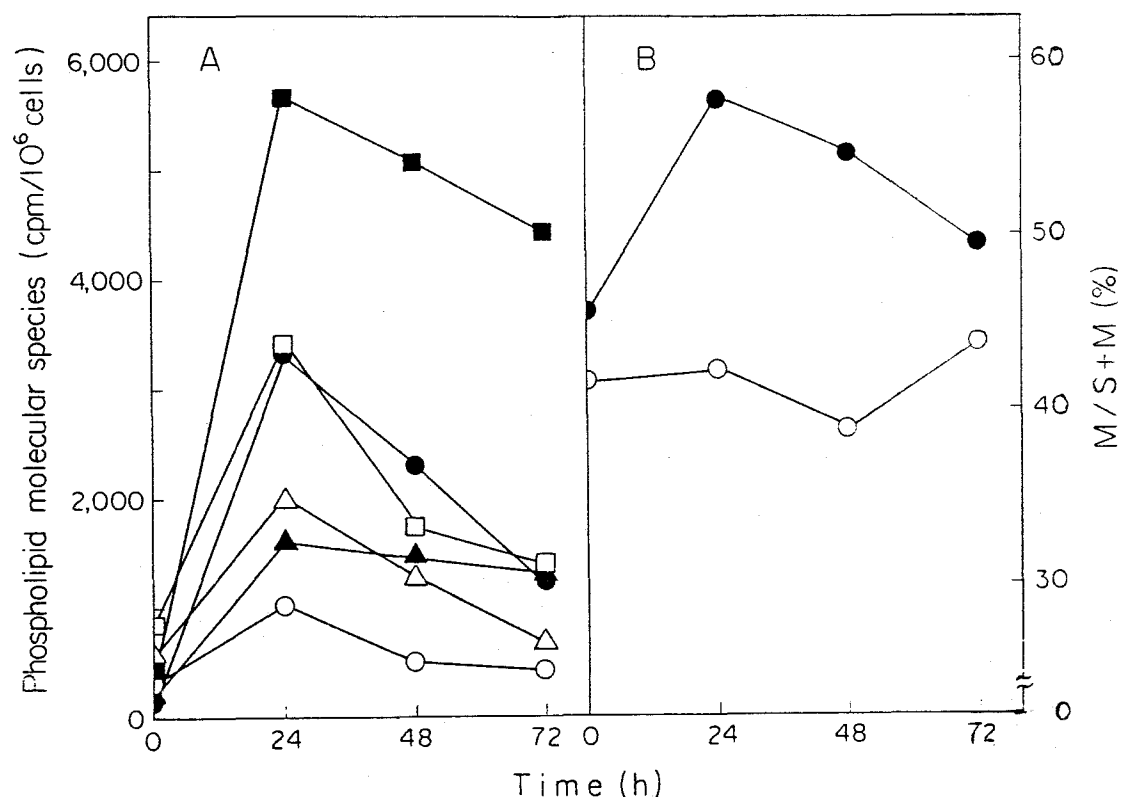 Phospholipid molecular species (cpm/10⁶ cells)
6,000
4,000
2,000
0
A
0 24 48 72
B
0 24 48 72
60
50
40
30
0
M/S+M (%)
Time (h)